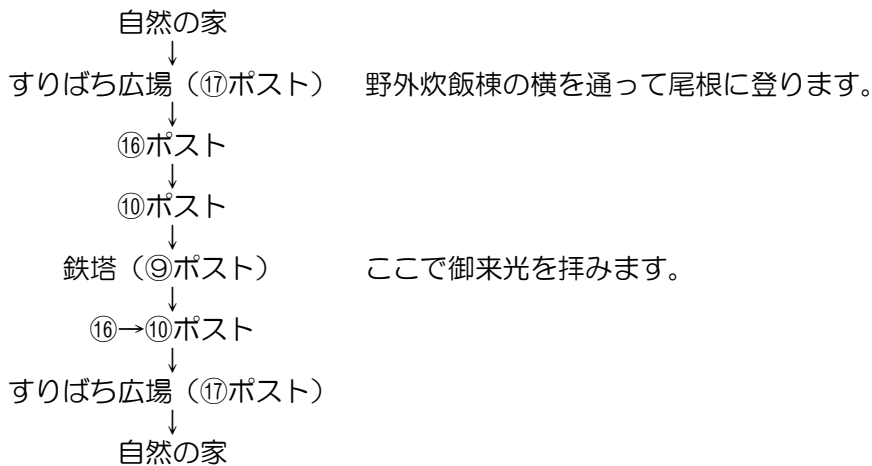 自然の家
↓
すりばち広場（⑰ポスト） 野外炊飯棟の横を通って尾根に登ります。
↓
⑯ポスト
↓
⑩ポスト
↓
鉄塔（⑨ポスト） ここで御来光を拝みます。
↓
⑯→⑩ポスト
↓
すりばち広場（⑰ポスト）
↓
自然の家